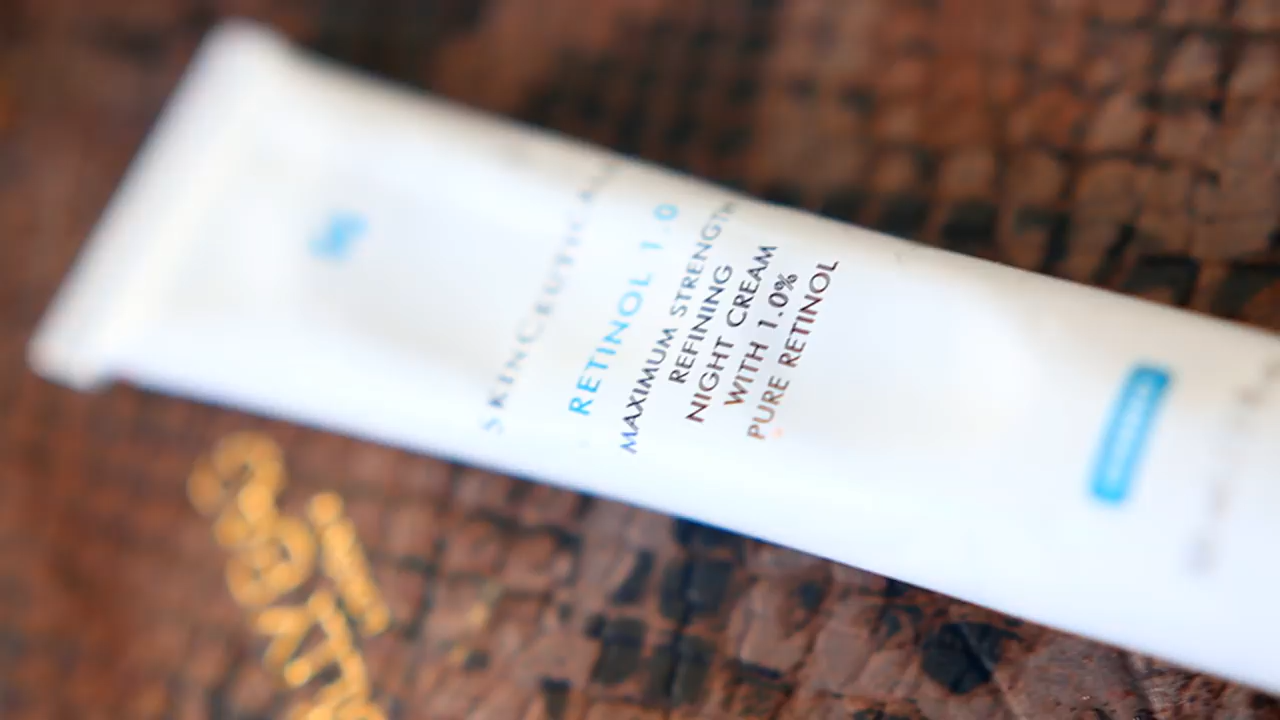 SKINCEUTICALS
RETINOL 1.0
MAXIMUM STRENGTH
REFINING
NIGHT CREAM
WITH 1.0%
PURE RETINOL